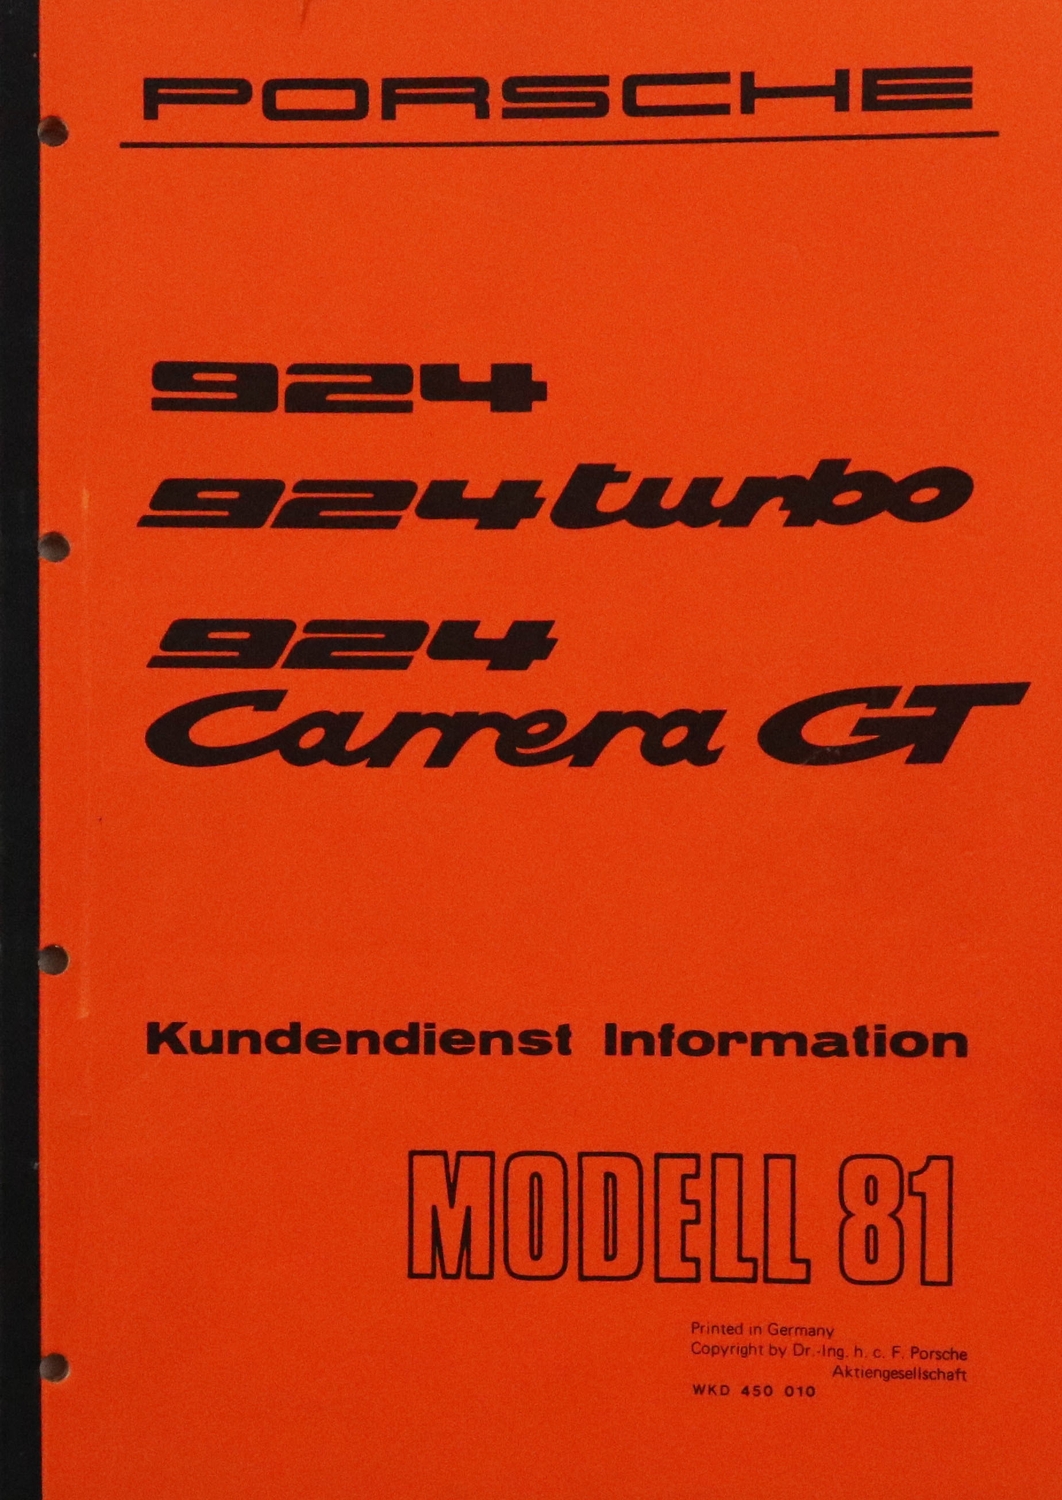 PORSCHE
924
924 turbo
924
Carrera GT
Kundendienst Information
MODELL 81
Printed in Germany
Copyright by Dr.-Ing. h. c. F. Porsche
Aktiengesellschaft
WKD 450 010